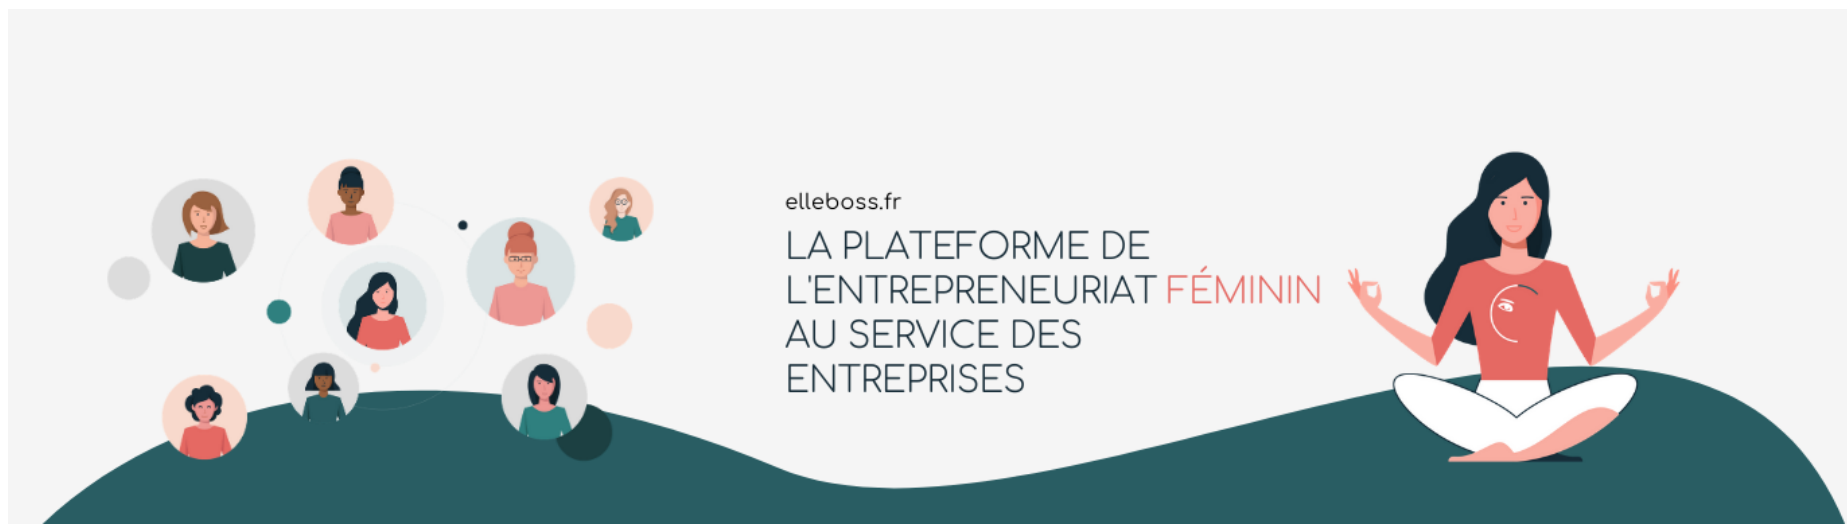 elleboss.fr
LA PLATEFORME DE
L'ENTREPRENEURIAT FÉMININ
AU SERVICE DES
ENTREPRISES